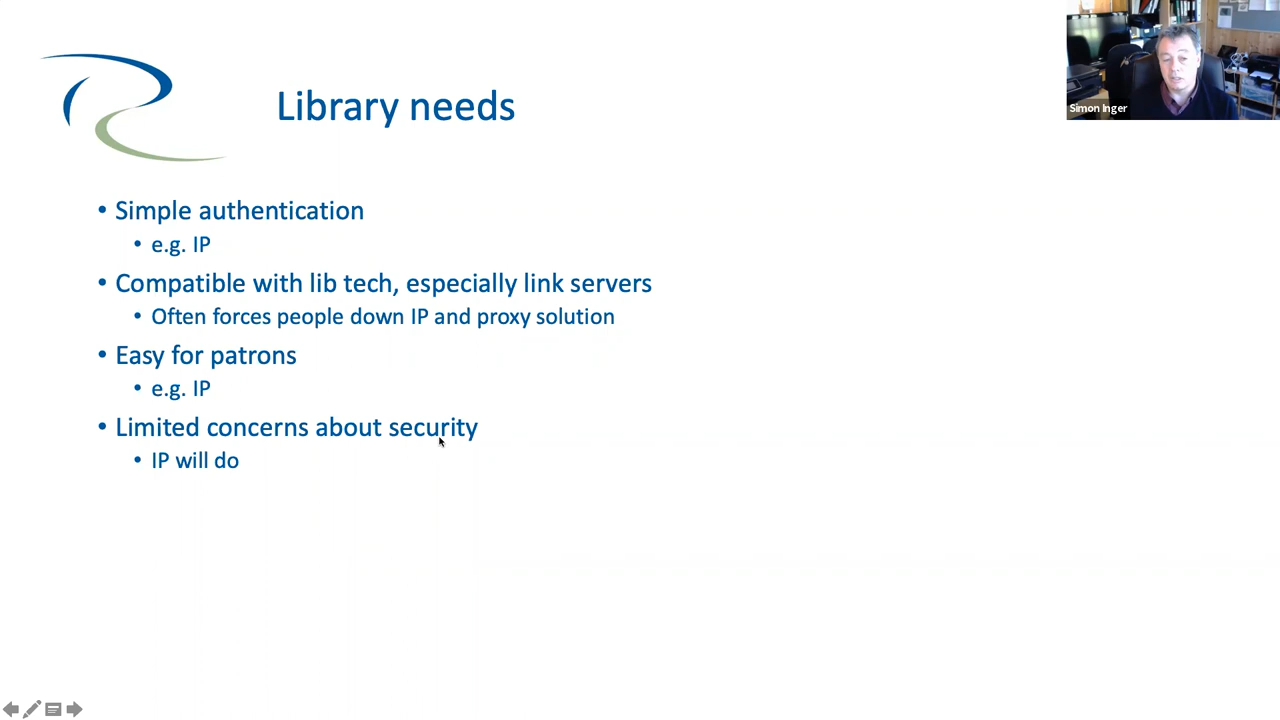 Simon Inger
Library needs
• Simple authentication
• e.g. IP
• Compatible with lib tech, especially link servers
• Often forces people down IP and proxy solution
• Easy for patrons
• e.g. IP
• Limited concerns about security
• IP will do